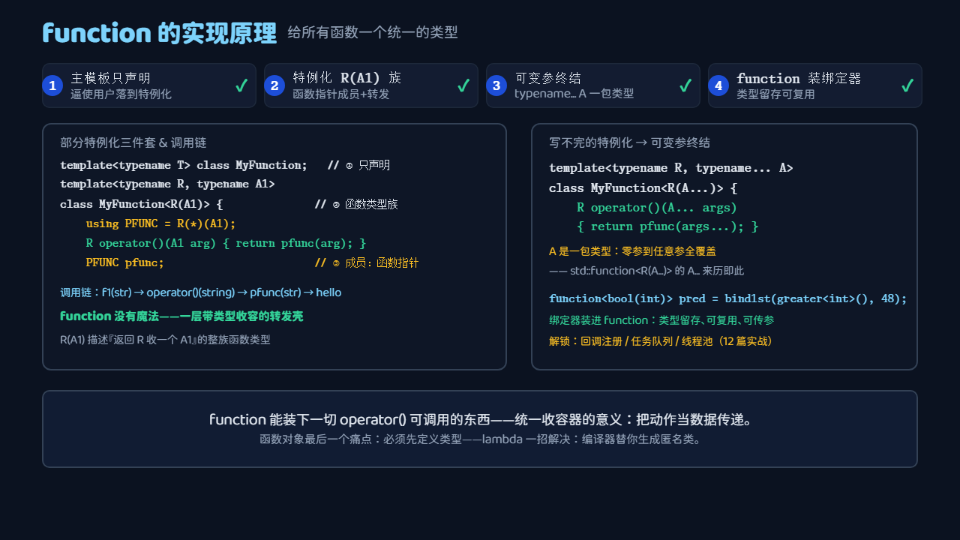 function 的实现原理 给所有函数一个统一的类型
1 主模板只声明 ✓
逼使用户落到特例化
2 特例化 R(A1) 族 ✓
函数指针成员+转发
3 可变参终结 ✓
typename… A 一包类型
4 function 装绑定器 ✓
类型留存可复用
部分特例化三件套 & 调用链
template<typename T> class MyFunction; // ① 只声明
template<typename R, typename A1>
class MyFunction<R(A1)> { // ② 函数类型族
using PFUNC = R(*)(A1);
R operator()(A1 arg) { return pfunc(arg); }
PFUNC pfunc; // ③ 成员：函数指针
调用链：f1(str) → operator()(string) → pfunc(str) → hello
function 没有魔法——一层带类型收容的转发壳
R(A1) 描述『返回 R 收一个 A1』的整族函数类型
写不完的特例化 → 可变参终结
template<typename R, typename... A>
class MyFunction<R(A...)> {
R operator()(A... args)
{ return pfunc(args...); }
A 是一包类型：零参到任意参全覆盖
—— std::function<R(A…)> 的 A… 来历即此
function<bool(int)> pred = bind1st(greater<int>(), 48);
绑定器装进 function：类型留存、可复用、可传参
解锁：回调注册 / 任务队列 / 线程池（12 篇实战）
function 能装下一切 operator() 可调用的东西——统一收容器的意义：把动作当数据传递。
函数对象最后一个痛点：必须先定义类型——lambda 一招解决：编译器替你生成匿名类。